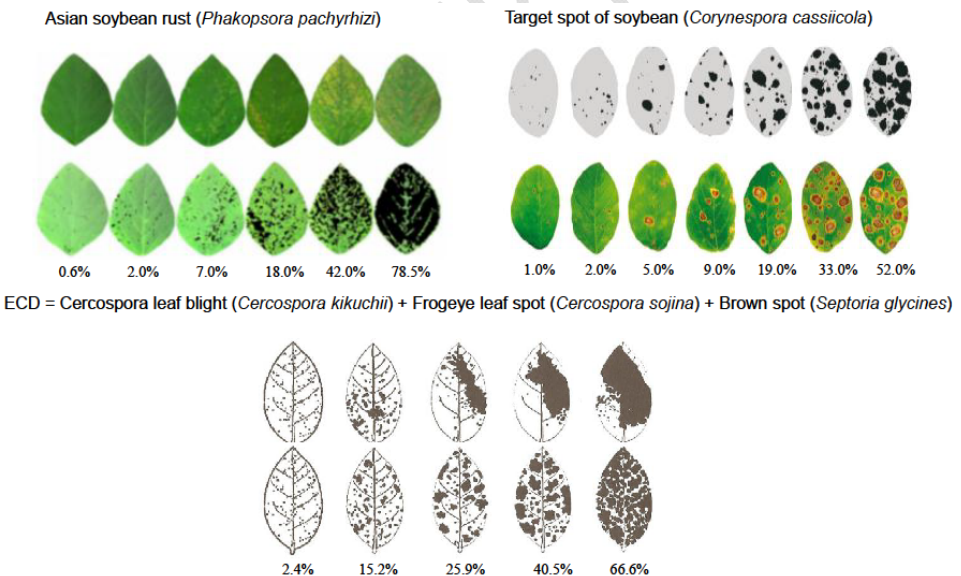 Asian soybean rust (Phakopsora pachyrhizi)
Target spot of soybean (Corynespora cassiicola)
0.6% 2.0% 7.0% 18.0% 42.0% 78.5%
1.0% 2.0% 5.0% 9.0% 19.0% 33.0% 52.0%
ECD = Cercospora leaf blight (Cercospora kikuchii) + Frogeye leaf spot (Cercospora sojina) + Brown spot (Septoria glycines)
2.4% 15.2% 25.9% 40.5% 66.6%